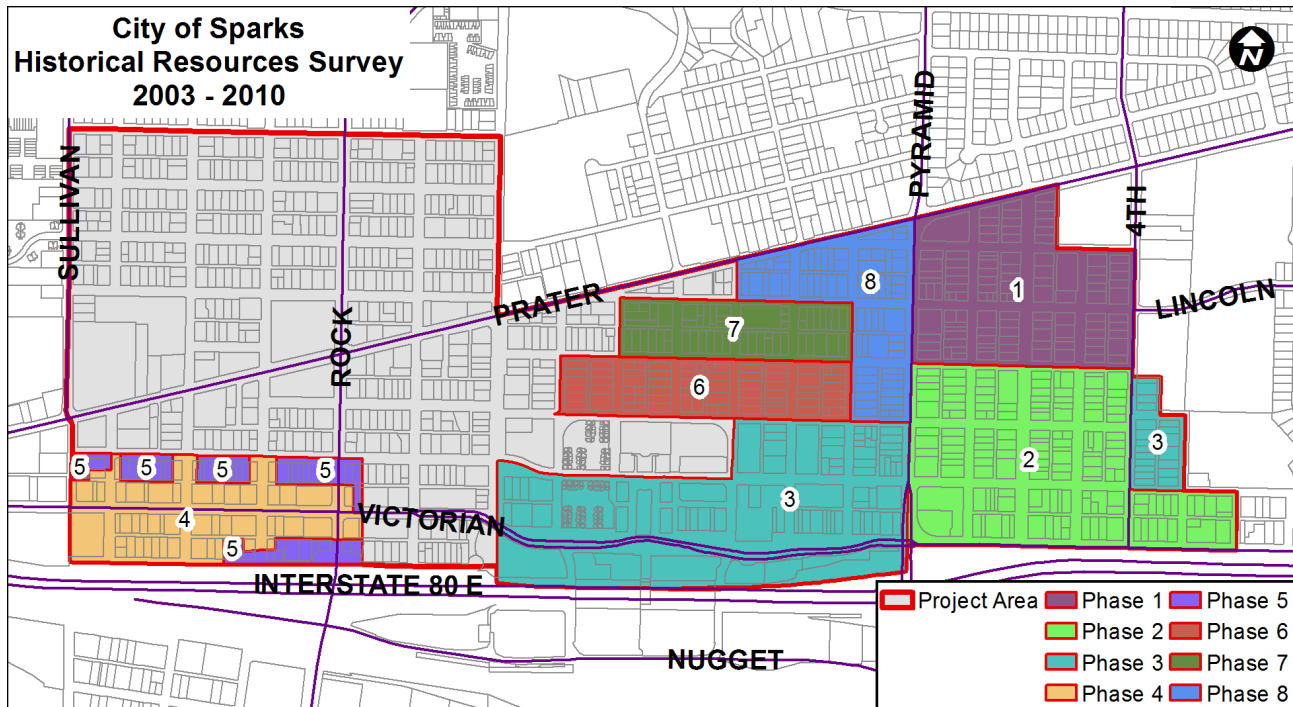 City of Sparks
Historical Resources Survey
2003 - 2010
N
SULLIVAN
ROCK
PRATER
PYRAMID
4TH
LINCOLN
8
1
7
6
3
2
5
5
5
5
4
VICTORIAN
3
5
INTERSTATE 80 E
NUGGET
Project Area
Phase 1
Phase 2
Phase 3
Phase 4
Phase 5
Phase 6
Phase 7
Phase 8